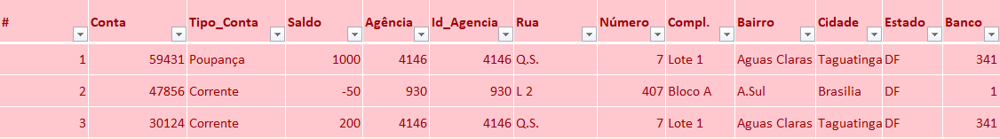 # Conta Tipo_Conta Saldo Agência Id_Agencia Rua Número Compl. Bairro Cidade Estado Banco
1 59431 Poupança 1000 4146 4146 Q.S. 7 Lote 1 Aguas Claras Taguatinga DF 341
2 47856 Corrente -50 930 930 L 2 407 Bloco A A.Sul Brasilia DF 1
3 30124 Corrente 200 4146 4146 Q.S. 7 Lote 1 Aguas Claras Taguatinga DF 341